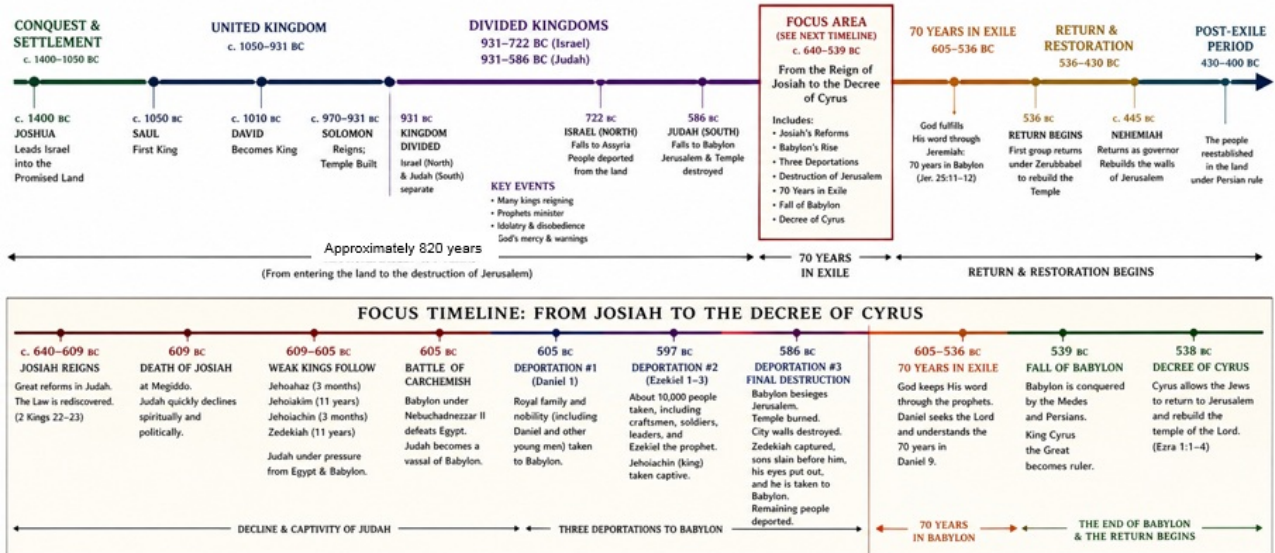 CONQUEST &
SETTLEMENT
c. 1400–1050 BC
UNITED KINGDOM
c. 1050–931 BC
DIVIDED KINGDOMS
931–722 BC (Israel)
931–586 BC (Judah)
FOCUS AREA
(SEE NEXT TIMELINE)
c. 640–539 BC
From the Reign of
Josiah to the Decree
of Cyrus
Includes:
• Josiah's Reforms
• Babylon's Rise
• Three Deportations
• Destruction of Jerusalem
• 70 Years in Exile
• Fall of Babylon
• Decree of Cyrus
70 YEARS IN EXILE
605–536 BC
RETURN &
RESTORATION
536–430 BC
POST-EXILE
PERIOD
430–400 BC
c. 1400 BC
JOSHUA
Leads Israel
into the
Promised Land
c. 1050 BC
SAUL
First King
c. 1010 BC
DAVID
Becomes King
c. 970–931 BC
SOLOMON
Reigns;
Temple Built
931 BC
KINGDOM
DIVIDED
Israel (North)
& Judah (South)
separate
KEY EVENTS
• Many kings reigning
• Prophets minister
• Idolatry & disobedience
God's mercy & warnings
722 BC
ISRAEL (NORTH)
Falls to Assyria
People deported
from the land
586 BC
JUDAH (SOUTH)
Falls to Babylon
Jerusalem & Temple
destroyed
God fulfills
His word through
Jeremiah:
70 years in Babylon
(Jer. 25:11–12)
536 BC
RETURN BEGINS
First group returns
under Zerubbabel
to rebuild the
Temple
c. 445 BC
NEHEMIAH
Returns as governor
Rebuilds the walls
of Jerusalem
The people
reestablished
in the land
under Persian rule
Approximately 820 years
(From entering the land to the destruction of Jerusalem)
70 YEARS
IN EXILE
RETURN & RESTORATION BEGINS
FOCUS TIMELINE: FROM JOSIAH TO THE DECREE OF CYRUS
c. 640–609 BC
JOSIAH REIGNS
Great reforms in Judah.
The Law is rediscovered.
(2 Kings 22–23)
609 BC
DEATH OF JOSIAH
at Megiddo.
Judah quickly declines
spiritually and
politically.
609–605 BC
WEAK KINGS FOLLOW
Jehoahaz (3 months)
Jehoiakim (11 years)
Jehoiachin (3 months)
Zedekiah (11 years)
Judah under pressure
from Egypt & Babylon.
605 BC
BATTLE OF
CARCHEMISH
Babylon under
Nebuchadnezzar II
defeats Egypt.
Judah becomes a
vassal of Babylon.
605 BC
DEPORTATION #1
(Daniel 1)
Royal family and
nobility (including
Daniel and other
young men) taken
to Babylon.
597 BC
DEPORTATION #2
(Ezekiel 1–3)
About 10,000 people
taken, including
craftsmen, soldiers,
leaders, and
Ezekiel the prophet.
Jehoiachin (king)
taken captive.
586 BC
DEPORTATION #3
FINAL DESTRUCTION
Babylon besieges
Jerusalem.
Temple burned.
City walls destroyed.
Zedekiah captured,
sons slain before him,
his eyes put out,
and he is taken to
Babylon.
Remaining people
deported.
605–536 BC
70 YEARS IN EXILE
God keeps His word
through the prophets.
Daniel seeks the Lord
and understands the
70 years in
Daniel 9.
539 BC
FALL OF BABYLON
Babylon is conquered
by the Medes
and Persians.
King Cyrus
the Great
becomes ruler.
538 BC
DECREE OF CYRUS
Cyrus allows the Jews
to return to Jerusalem
and rebuild the
temple of the Lord.
(Ezra 1:1–4)
DECLINE & CAPTIVITY OF JUDAH
THREE DEPORTATIONS TO BABYLON
70 YEARS
IN BABYLON
THE END OF BABYLON
& THE RETURN BEGINS